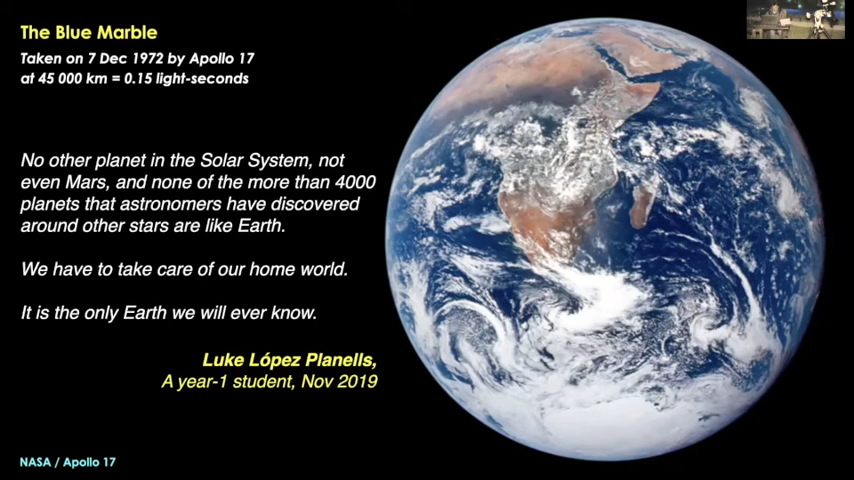 The Blue Marble
Taken on 7 Dec 1972 by Apollo 17
at 45 000 km = 0.15 light-seconds
No other planet in the Solar System, not
even Mars, and none of the more than 4000
planets that astronomers have discovered
around other stars are like Earth.
We have to take care of our home world.
It is the only Earth we will ever know.
Luke López Planells,
A year-1 student, Nov 2019
NASA / Apollo 17